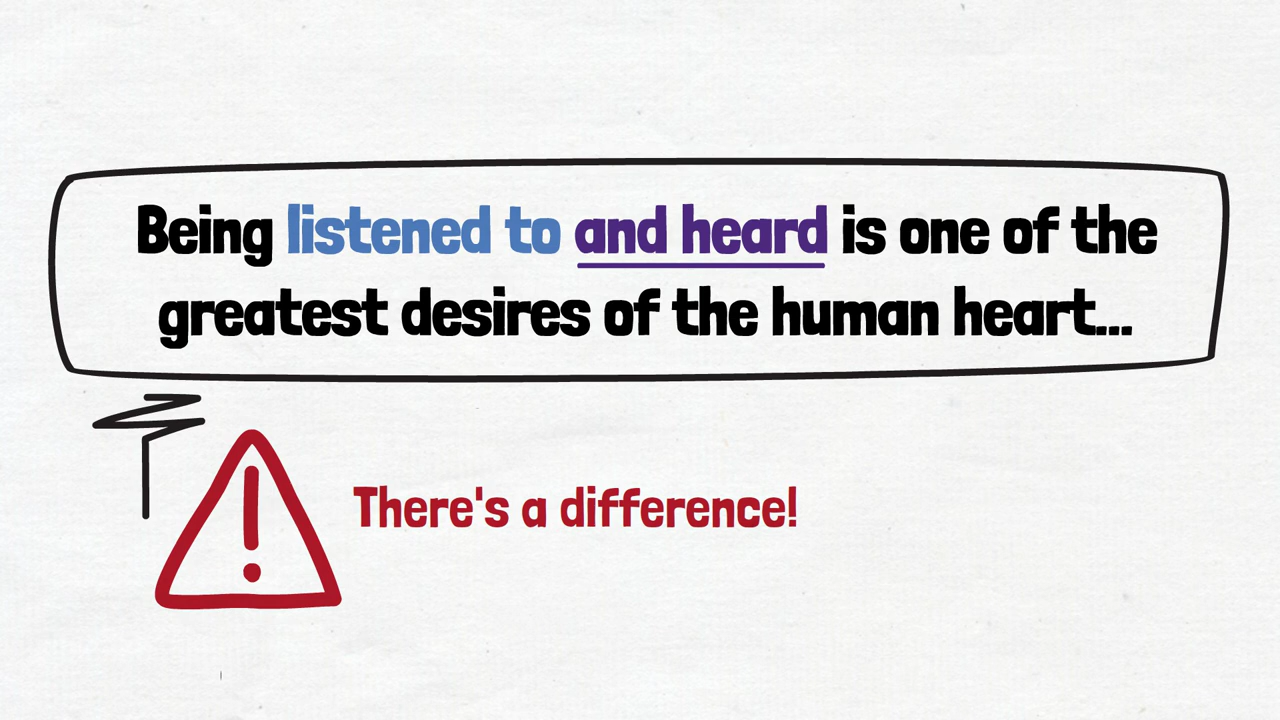 Being listened to and heard is one of the
greatest desires of the human heart...
There's a difference!